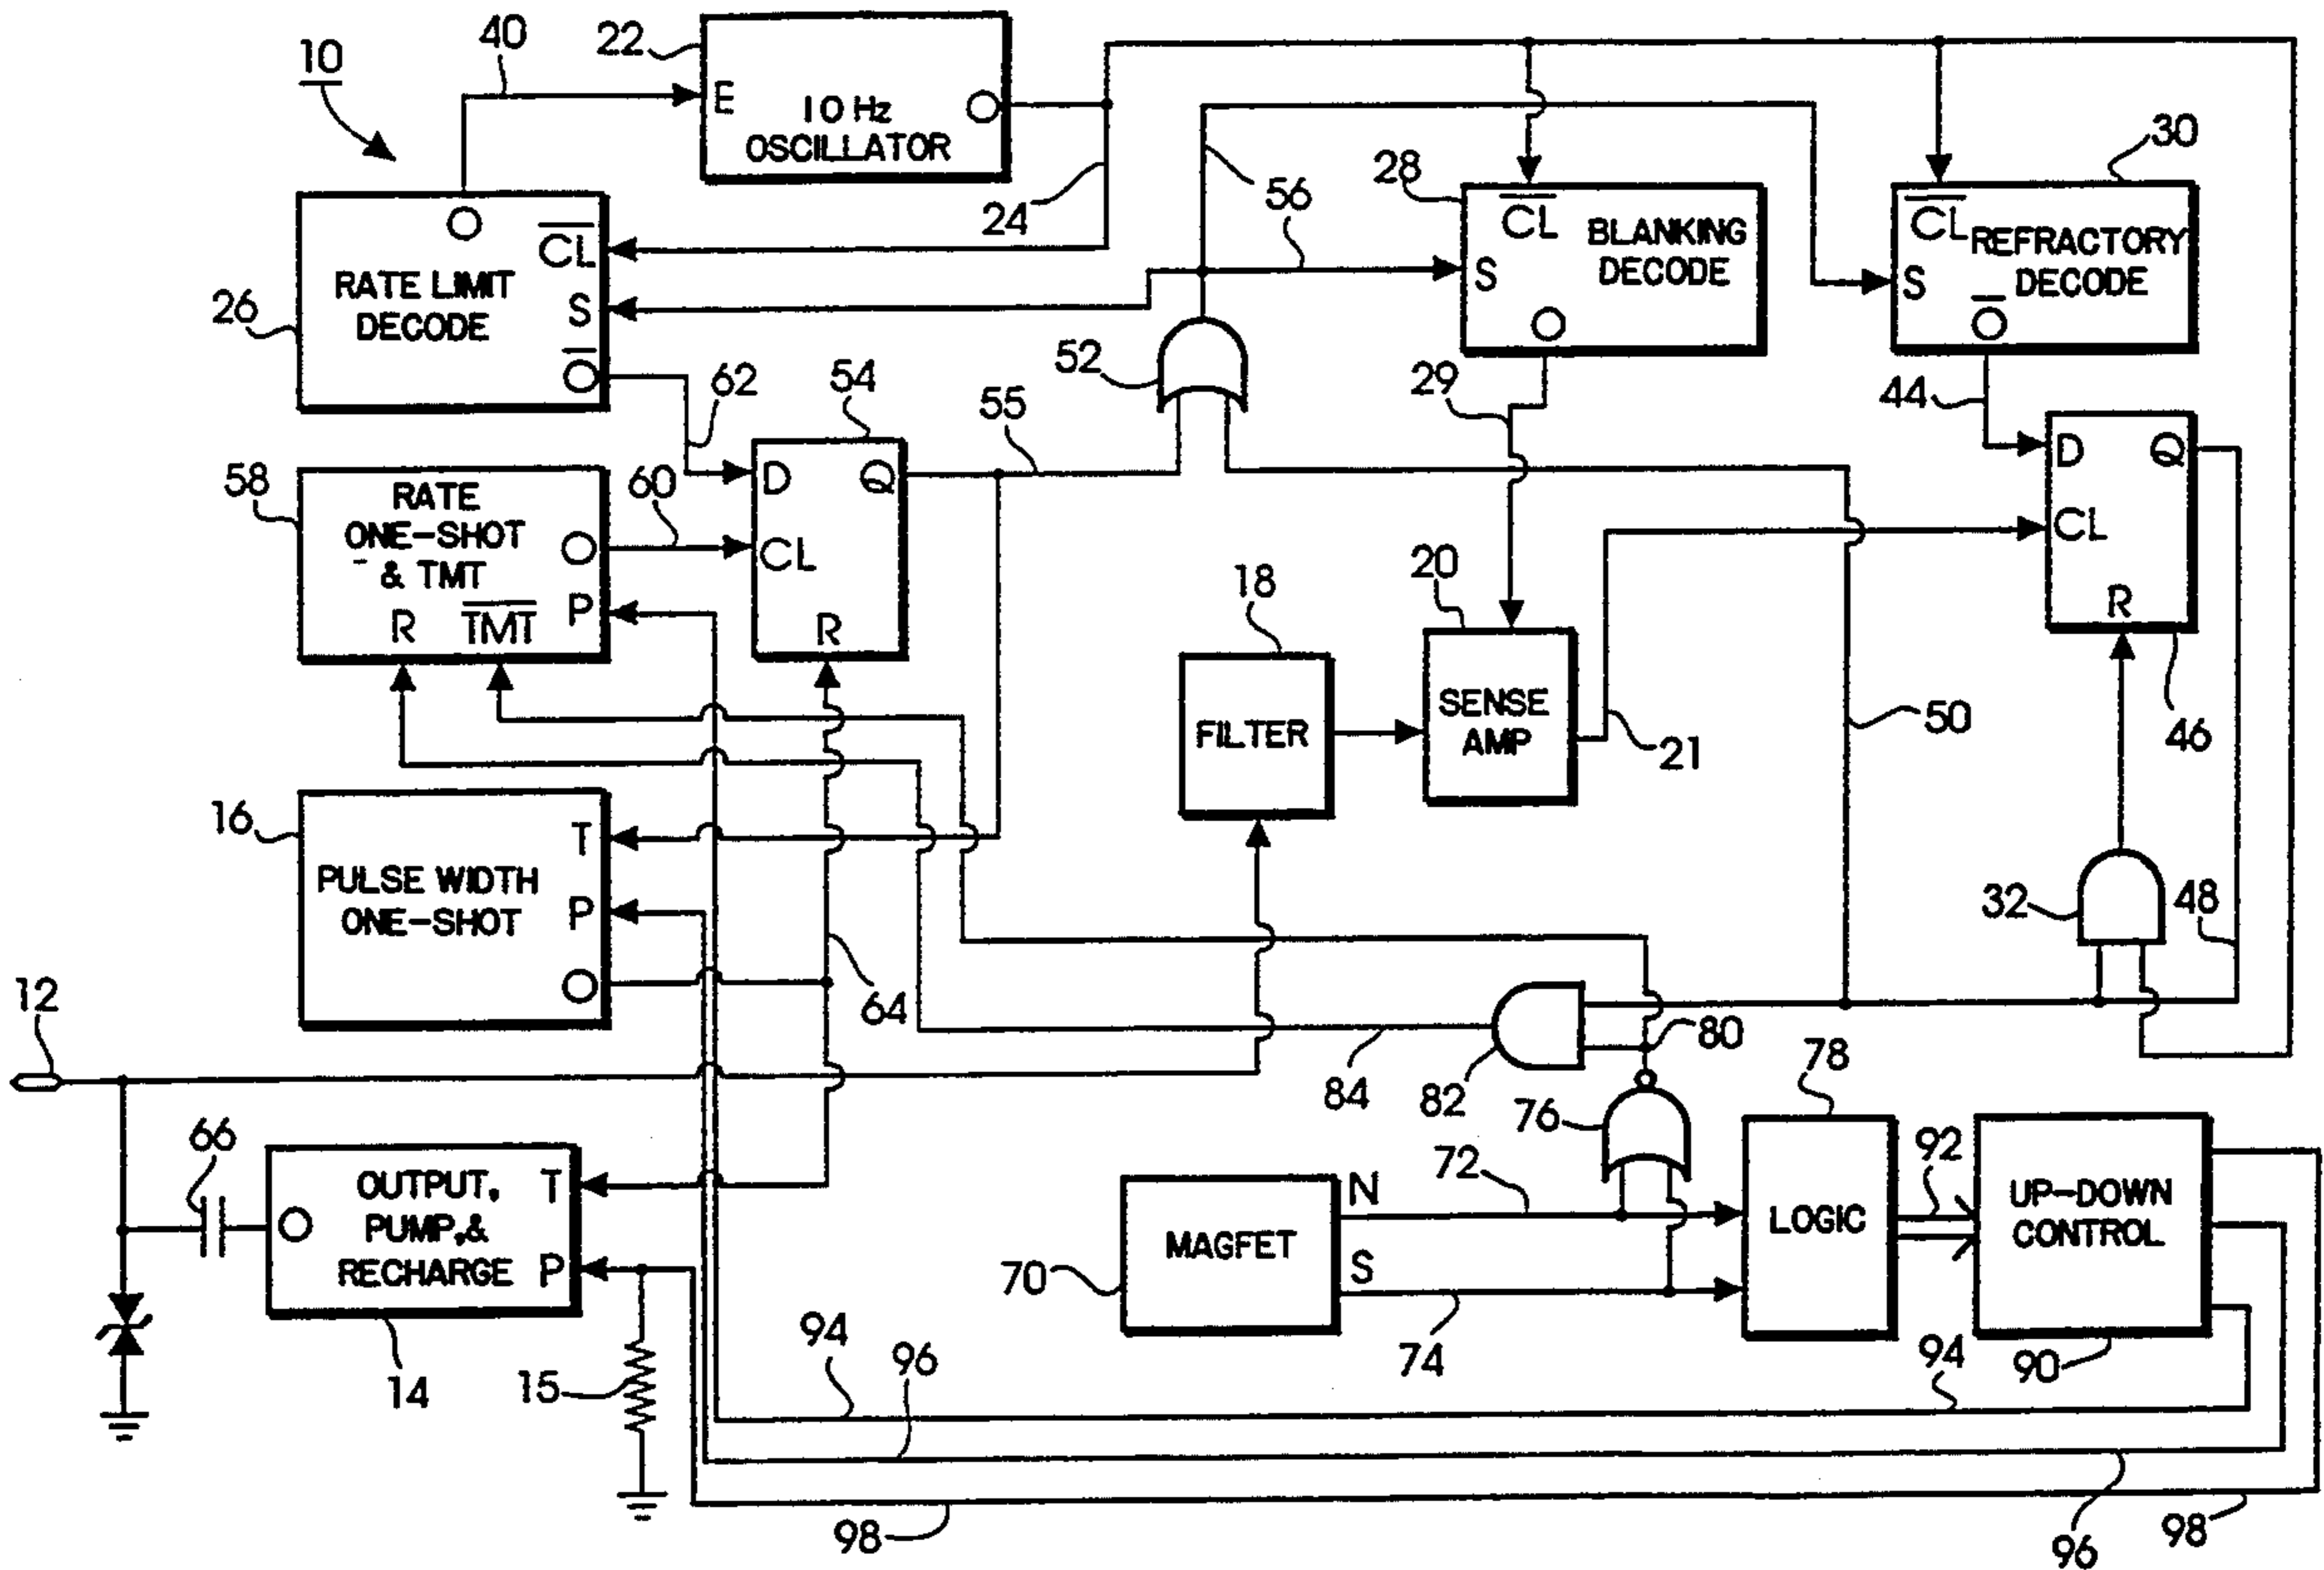 10
40
22
E
10 Hz
O
OSCILLATOR
24
56
28
30
O
C̅L̅
RATE LIMIT
DECODE
S
O̅
26
C̅L̅
BLANKING
DECODE
S
O
C̅L̅
REFRACTORY
DECODE
S
O̅
62
54
55
52
29
44
58
RATE
ONE-SHOT
& TMT
O
P
R
T̅M̅T̅
60
D
Q
CL
R
D
Q
CL
R
18
20
FILTER
SENSE
AMP
21
50
46
16
T
PULSE WIDTH
ONE-SHOT
P
O
64
32
48
12
84
82
80
78
66
76
O
OUTPUT,
PUMP,&
RECHARGE
T
P
14
15
72
N
MAGFET
S
70
74
LOGIC
92
UP-DOWN
CONTROL
90
94
96
94
98
96
98